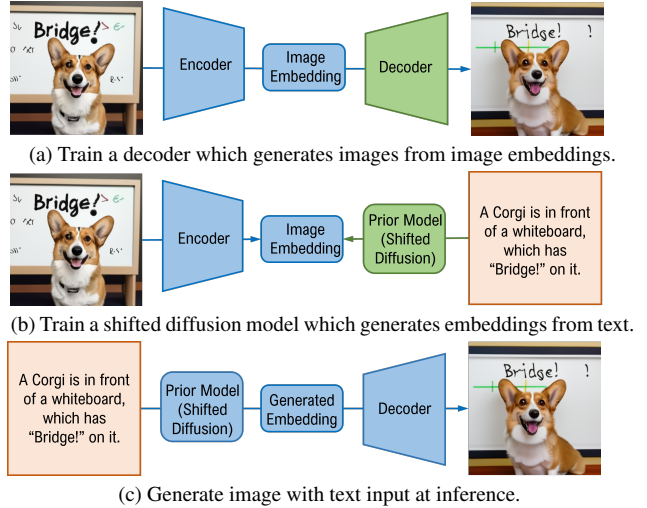 Bridge!
Encoder
Image
Embedding
Decoder
Bridge! !
(a) Train a decoder which generates images from image embeddings.
Bridge!
Encoder
Image
Embedding
Prior Model
(Shifted
Diffusion)
A Corgi is in front
of a whiteboard,
which has
“Bridge!” on it.
(b) Train a shifted diffusion model which generates embeddings from text.
A Corgi is in front
of a whiteboard,
which has
“Bridge!” on it.
Prior Model
(Shifted
Diffusion)
Generated
Embedding
Decoder
Bridge! !
(c) Generate image with text input at inference.